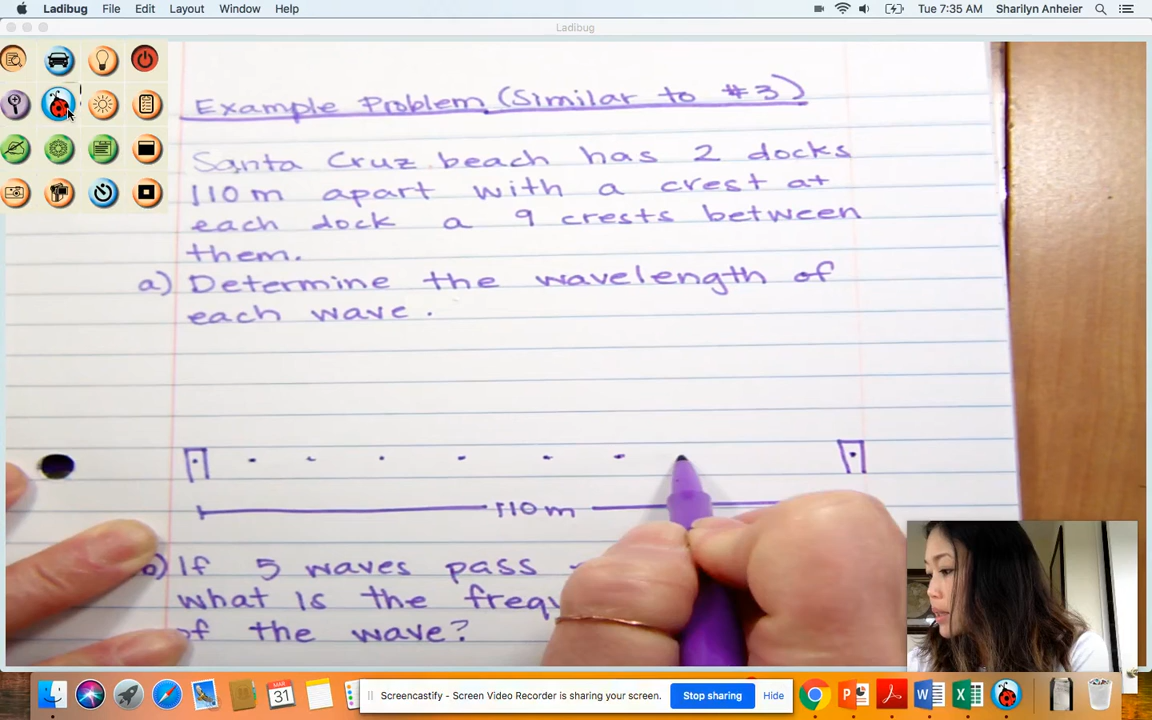 Ladibug File Edit Layout Window Help Tue 7:35 AM Sharilyn Anheier
Ladibug
Example Problem (Similar to #3)
Santa Cruz beach has 2 docks
110 m apart with a crest at
each dock a 9 crests between
them.
a) Determine the wavelength of
each wave.
110 m
b) If 5 waves pass
what is the
of the wave?
MAR
31
Screencastify - Screen Video Recorder is sharing your screen. Stop sharing Hide